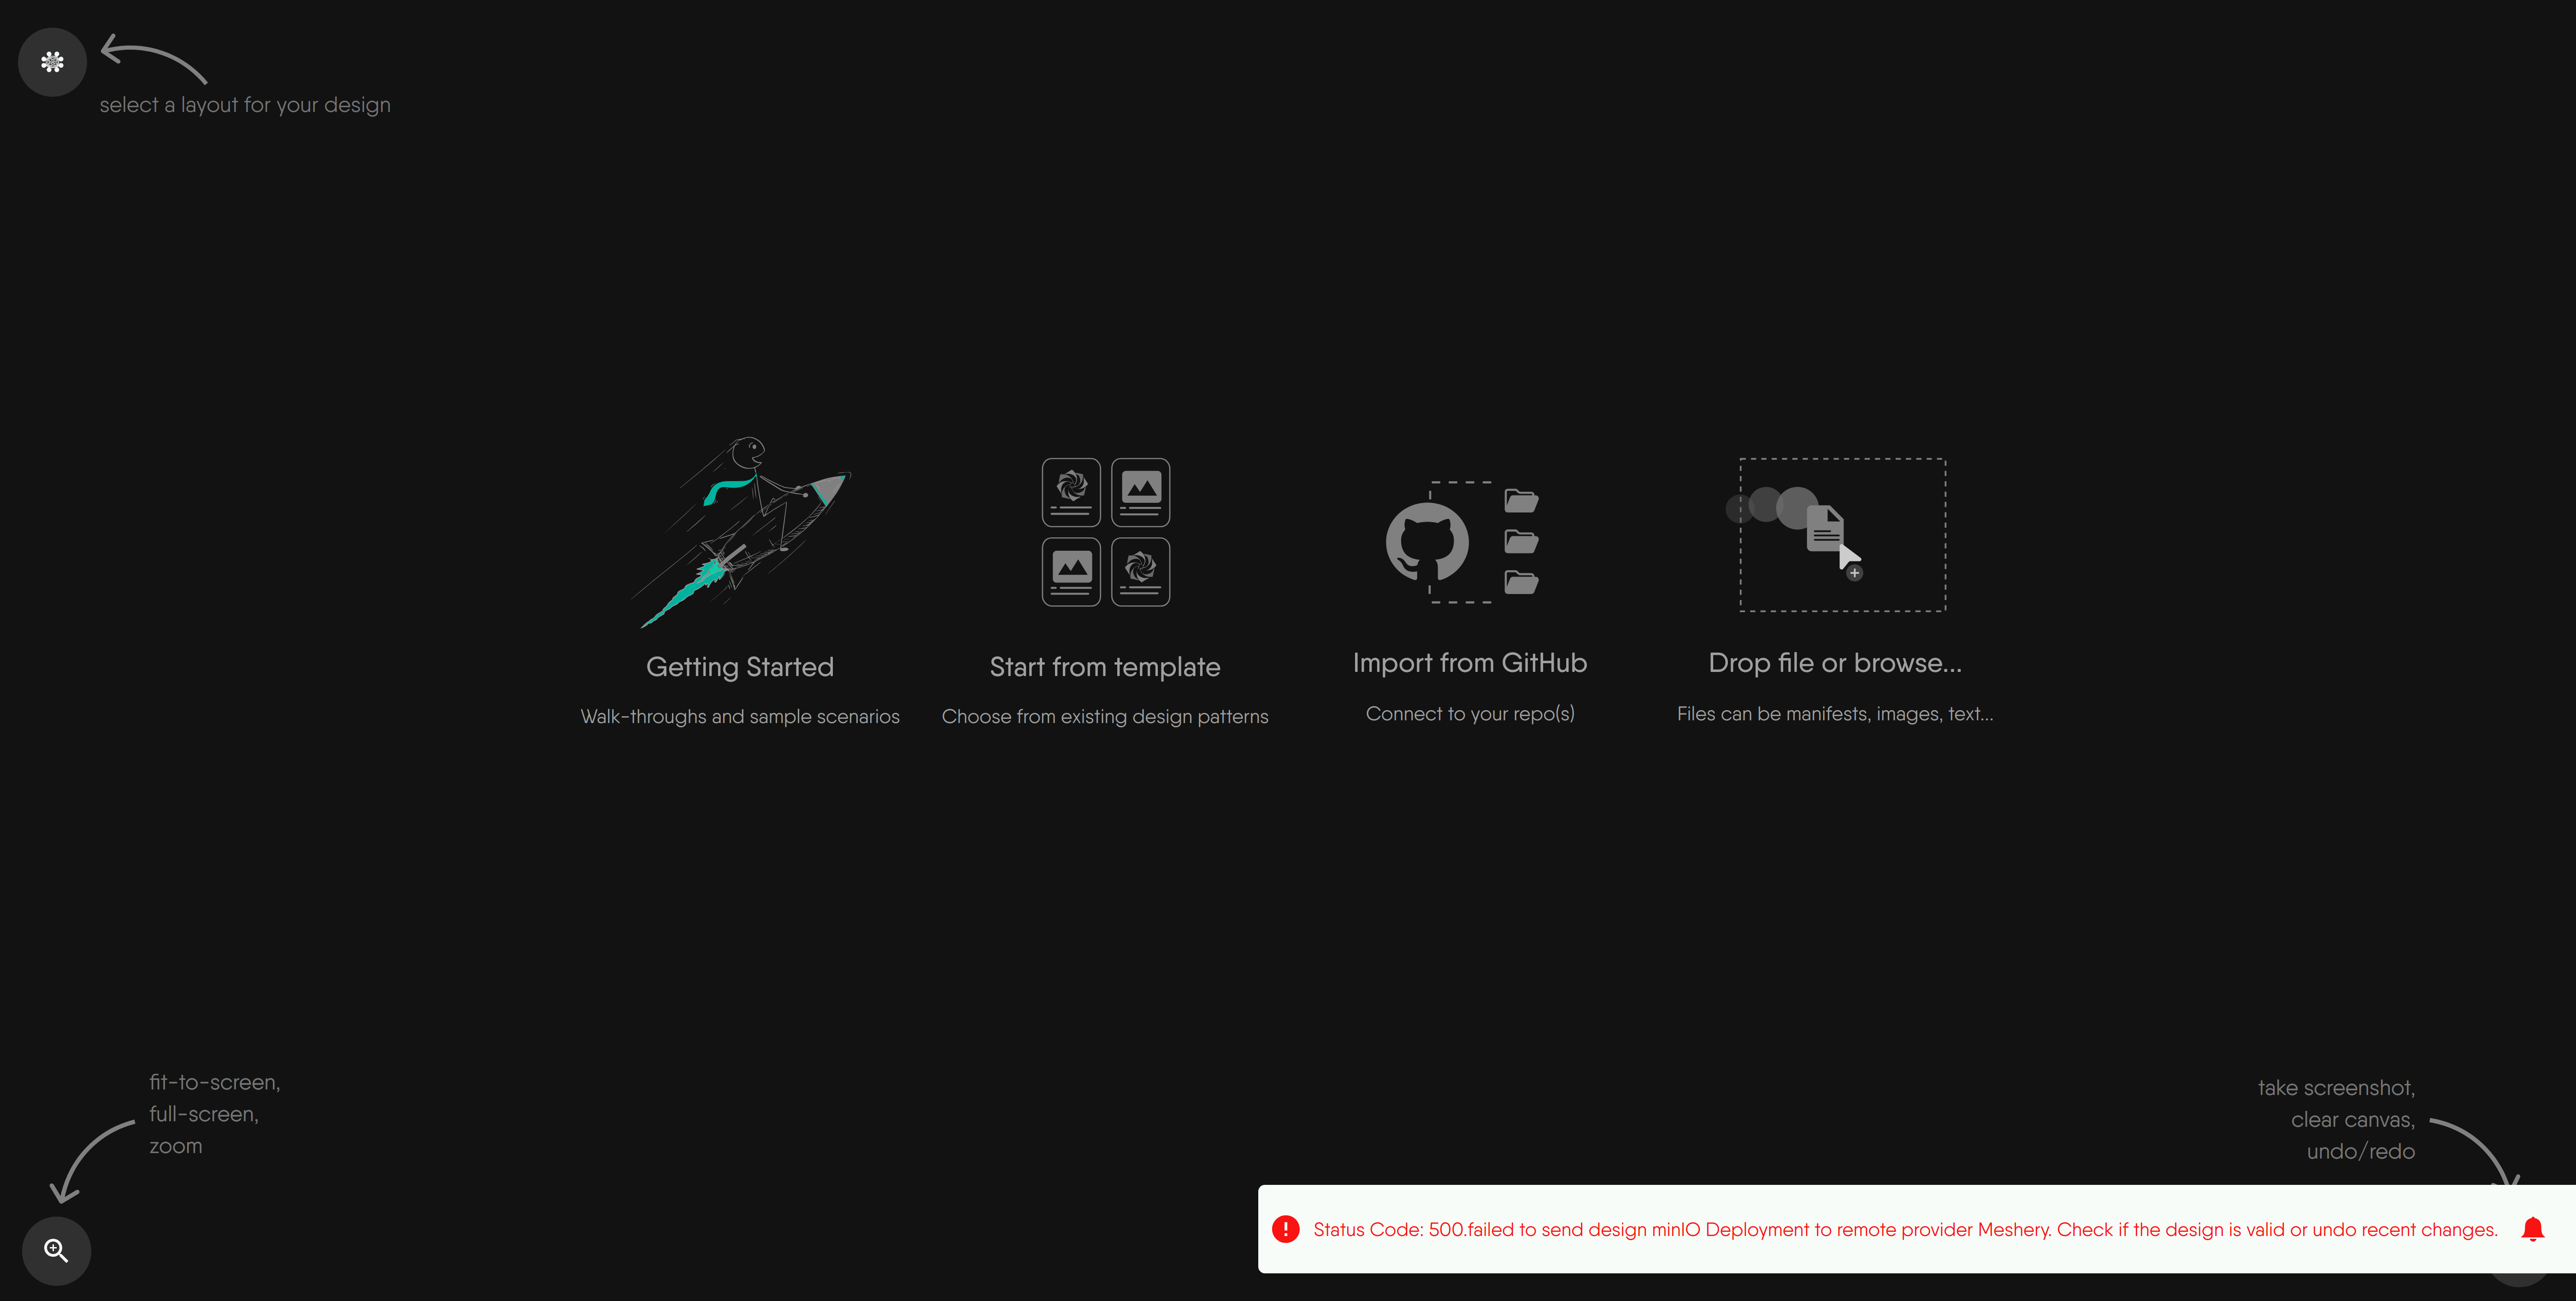 select a layout for your design
Getting Started
Walk-throughs and sample scenarios
Start from template
Choose from existing design patterns
Import from GitHub
Connect to your repo(s)
Drop file or browse...
Files can be manifests, images, text...
fit-to-screen,
full-screen,
zoom
take screenshot,
clear canvas,
undo/redo
Status Code: 500.failed to send design minIO Deployment to remote provider Meshery. Check if the design is valid or undo recent changes.